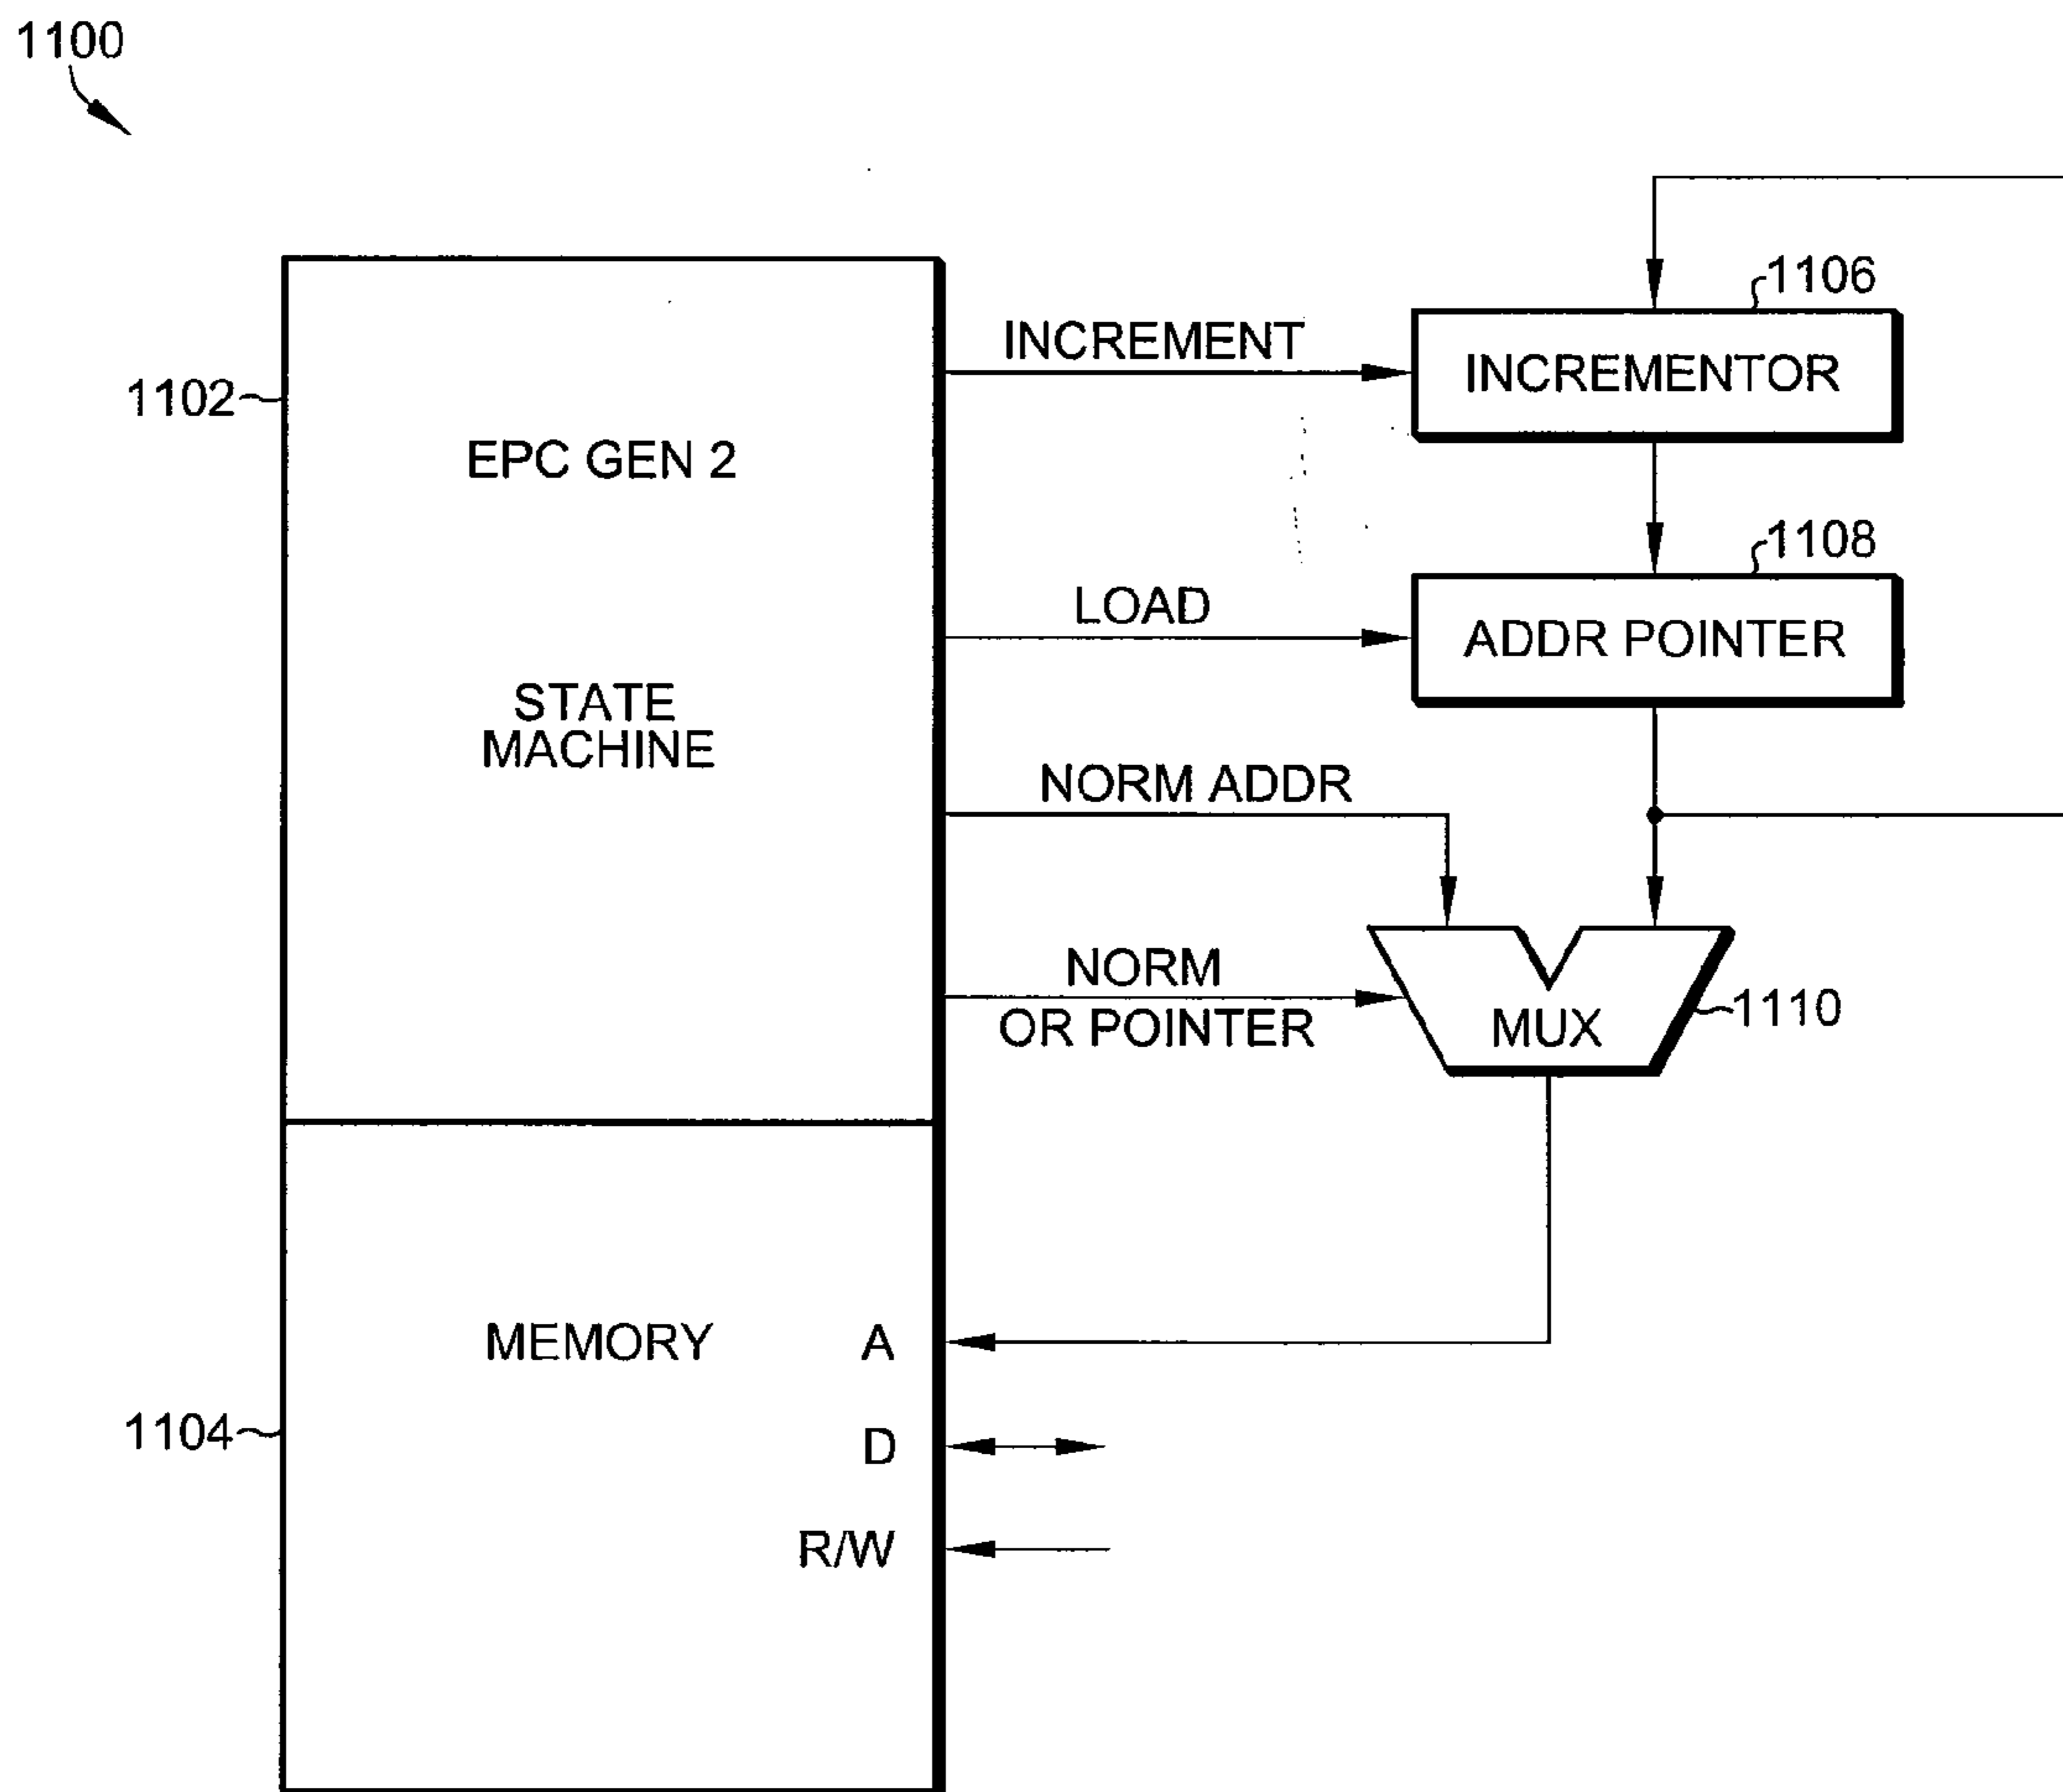 1100
1102
EPC GEN 2
STATE
MACHINE
INCREMENT
1106
INCREMENTOR
1108
LOAD
ADDR POINTER
NORM ADDR
NORM
OR POINTER
MUX
1110
MEMORY
A
1104
D
R/W